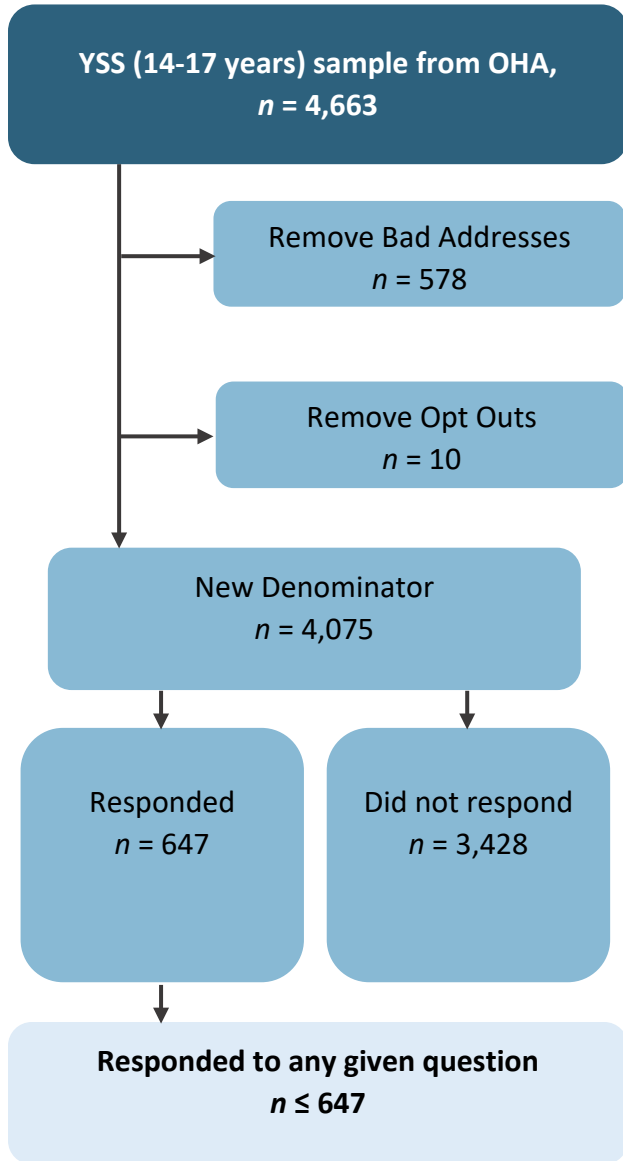 YSS (14-17 years) sample from OHA,
n = 4,663
Remove Bad Addresses
n = 578
Remove Opt Outs
n = 10
New Denominator
n = 4,075
Responded
n = 647
Did not respond
n = 3,428
Responded to any given question
n ≤ 647